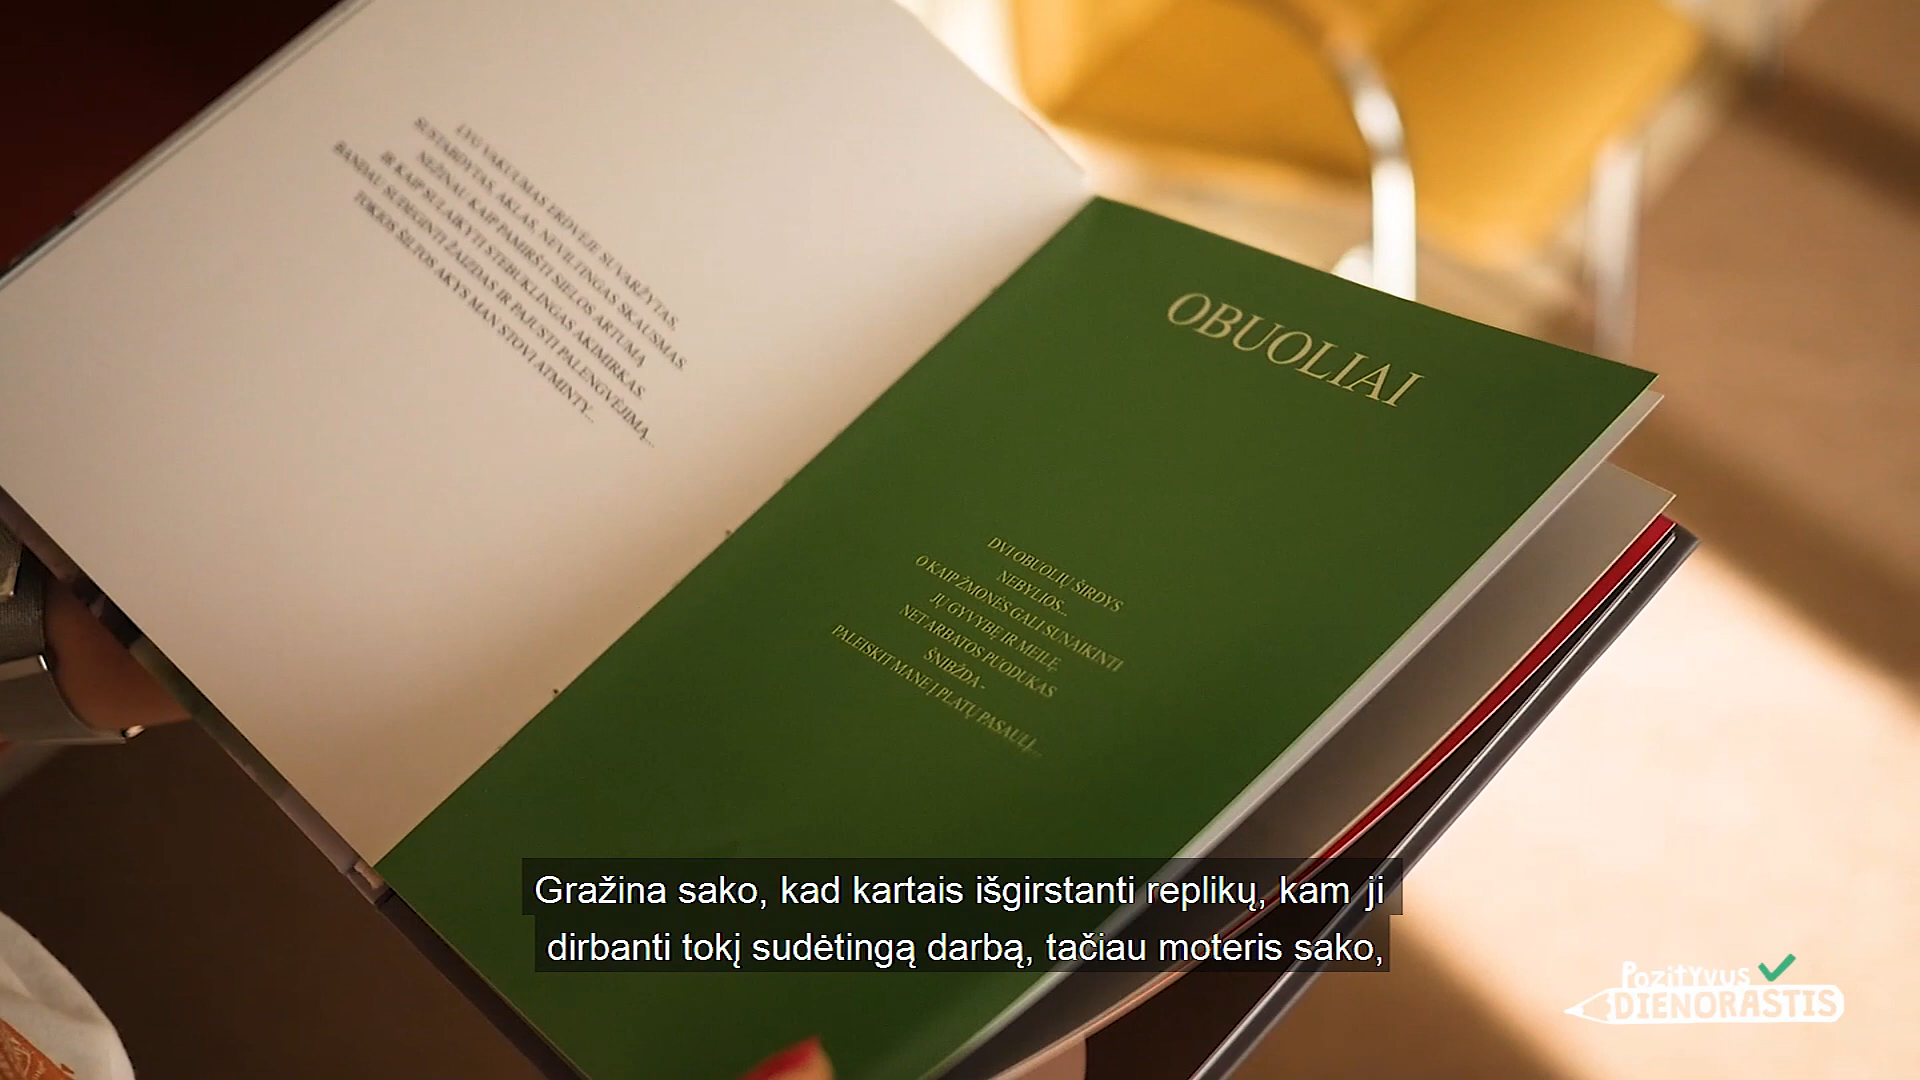 LYG VAKUUMAS ERDVĖJE SUVARŽYTAS,
SUSTABDYTAS, AKLAS, NEVILTINGAS SKAUSMAS.
NEŽINAU KAIP PAMIRŠTI SIELOS ARTUMĄ
IR KAIP SULAIKYTI STEBUKLINGAS AKIMIRKAS.
BANDAU SUDEGINTI ŽAIZDAS IR PAJUSTI PALENGVĖJIMĄ...
TOKIOS ŠILTOS AKYS MAN STOVI ATMINTY...
OBUOLIAI
DVI OBUOLIŲ ŠIRDYS
NEBYLIOS...
O KAIP ŽMONĖS GALI SUNAIKINTI
JŲ GYVYBĘ IR MEILĘ,
NET ARBATOS PUODUKAS
ŠNIBŽDA -
PALEISKIT MANE Į PLATŲ PASAULĮ...
Gražina sako, kad kartais išgirstanti replikų, kam ji
dirbanti tokį sudėtingą darbą, tačiau moteris sako,
PozitYvus
DIENORAŠTIS